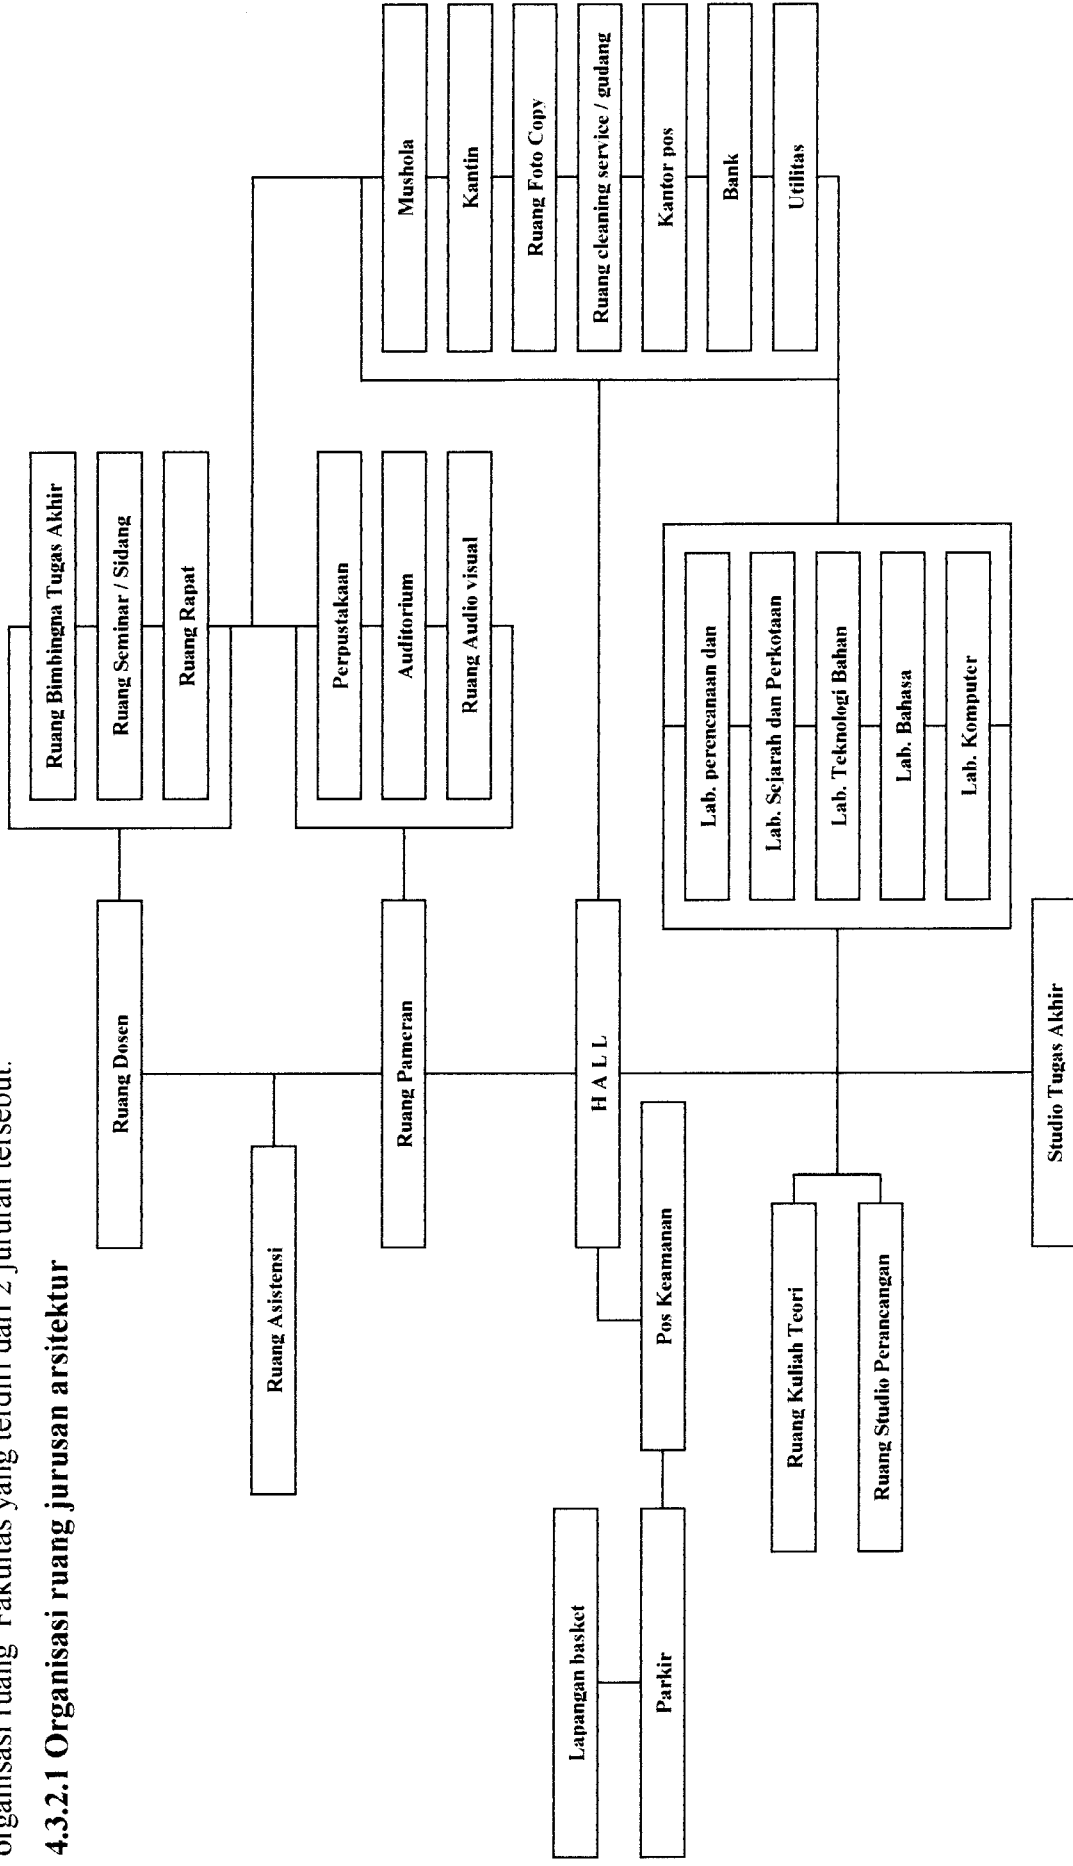 organisasi ruang Fakultas yang terdiri dari 2 jururan tersebut.
4.3.2.1 Organisasi ruang jurusan arsitektur
Ruang Bimbingna Tugas Akhir
Ruang Seminar / Sidang
Ruang Rapat
Ruang Dosen
Ruang Asistensi
Perpustakaan
Auditorium
Ruang Audio visual
Ruang Pameran
Mushola
Kantin
Ruang Foto Copy
Ruang cleaning service / gudang
Kantor pos
Bank
Utilitas
H A L L
Pos Keamanan
Lapangan basket
Parkir
Lab. perencanaan dan
Lab. Sejarah dan Perkotaan
Lab. Teknologi Bahan
Lab. Bahasa
Lab. Komputer
Ruang Kuliah Teori
Ruang Studio Perancangan
Studio Tugas Akhir